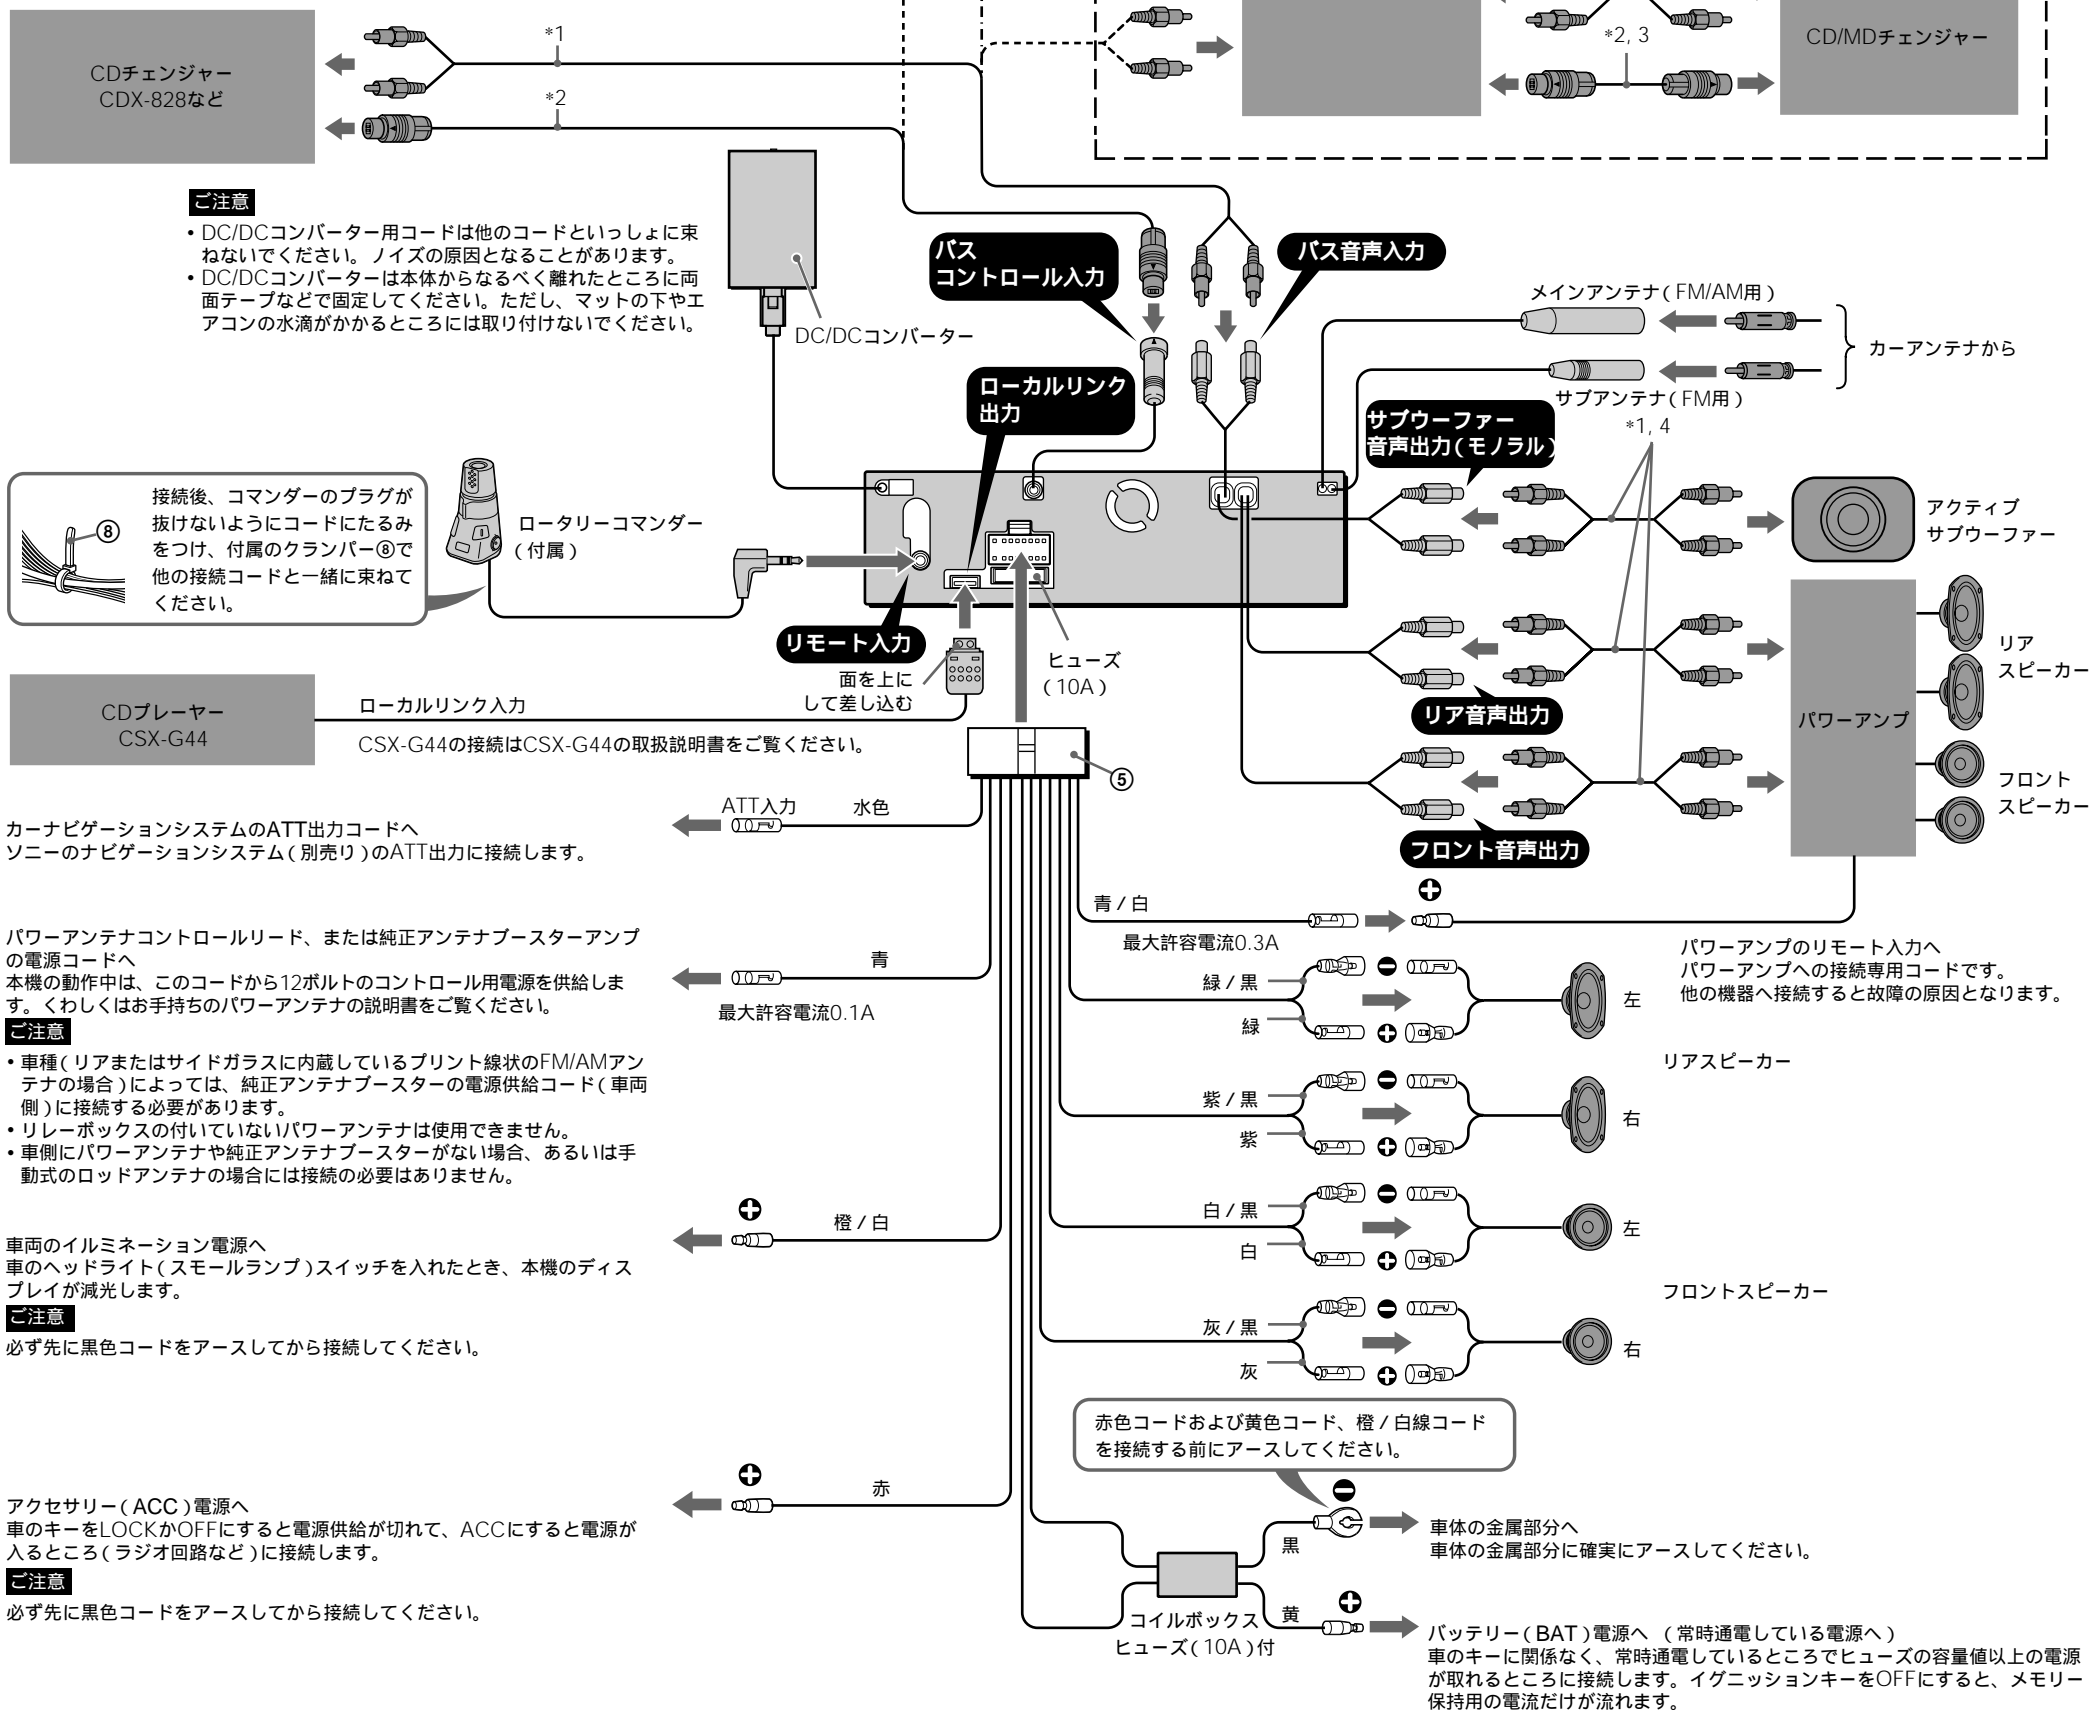 CDチェンジャー
CDX-828など
*1
*2
*2, 3
CD/MDチェンジャー
ご注意
• DC/DCコンバーター用コードは他のコードといっしょに束
ねないでください。ノイズの原因となることがあります。
• DC/DCコンバーターは本体からなるべく離れたところに両
面テープなどで固定してください。ただし、マットの下やエ
アコンの水滴がかかるところには取り付けないでください。
DC/DCコンバーター
バス
コントロール入力
バス音声入力
メインアンテナ(FM/AM用)
カーアンテナから
サブアンテナ(FM用)
ローカルリンク
出力
サブウーファー
音声出力(モノラル)
*1, 4
アクティブ
サブウーファー
⑧
接続後、コマンダーのプラグが
抜けないようにコードにたるみ
をつけ、付属のクランパー⑧で
他の接続コードと一緒に束ねて
ください。
ロータリーコマンダー
(付属)
リモート入力
面を上に
して差し込む
ヒューズ
(10A)
リア
スピーカー
リア音声出力
パワーアンプ
フロント
スピーカー
フロント音声出力
CDプレーヤー
CSX-G44
ローカルリンク入力
CSX-G44の接続はCSX-G44の取扱説明書をご覧ください。
⑤
ATT入力
水色
カーナビゲーションシステムのATT出力コードへ
ソニーのナビゲーションシステム(別売り)のATT出力に接続します。
青/白
最大許容電流0.3A
パワーアンプのリモート入力へ
パワーアンプへの接続専用コードです。
他の機器へ接続すると故障の原因となります。
パワーアンテナコントロールリード、または純正アンテナブースターアンプ
の電源コードへ
本機の動作中は、このコードから12ボルトのコントロール用電源を供給しま
す。くわしくはお手持ちのパワーアンテナの説明書をご覧ください。
青
最大許容電流0.1A
ご注意
• 車種(リアまたはサイドガラスに内蔵しているプリント線状のFM/AMアン
テナの場合)によっては、純正アンテナブースターの電源供給コード(車両
側)に接続する必要があります。
• リレーボックスの付いていないパワーアンテナは使用できません。
• 車側にパワーアンテナや純正アンテナブースターがない場合、あるいは手
動式のロッドアンテナの場合には接続の必要はありません。
緑/黒
緑
左
リアスピーカー
紫/黒
紫
右
白/黒
白
左
フロントスピーカー
灰/黒
灰
右
橙/白
車両のイルミネーション電源へ
車のヘッドライト(スモールランプ)スイッチを入れたとき、本機のディス
プレイが減光します。
ご注意
必ず先に黒色コードをアースしてから接続してください。
赤色コードおよび黄色コード、橙/白線コード
を接続する前にアースしてください。
赤
アクセサリー(ACC)電源へ
車のキーをLOCKかOFFにすると電源供給が切れて、ACCにすると電源が
入るところ(ラジオ回路など)に接続します。
ご注意
必ず先に黒色コードをアースしてから接続してください。
黒
車体の金属部分へ
車体の金属部分に確実にアースしてください。
コイルボックス
ヒューズ(10A)付
黄
バッテリー(BAT)電源へ (常時通電している電源へ)
車のキーに関係なく、常時通電しているところでヒューズの容量値以上の電源
が取れるところに接続します。イグニッションキーをOFFにすると、メモリー
保持用の電流だけが流れます。